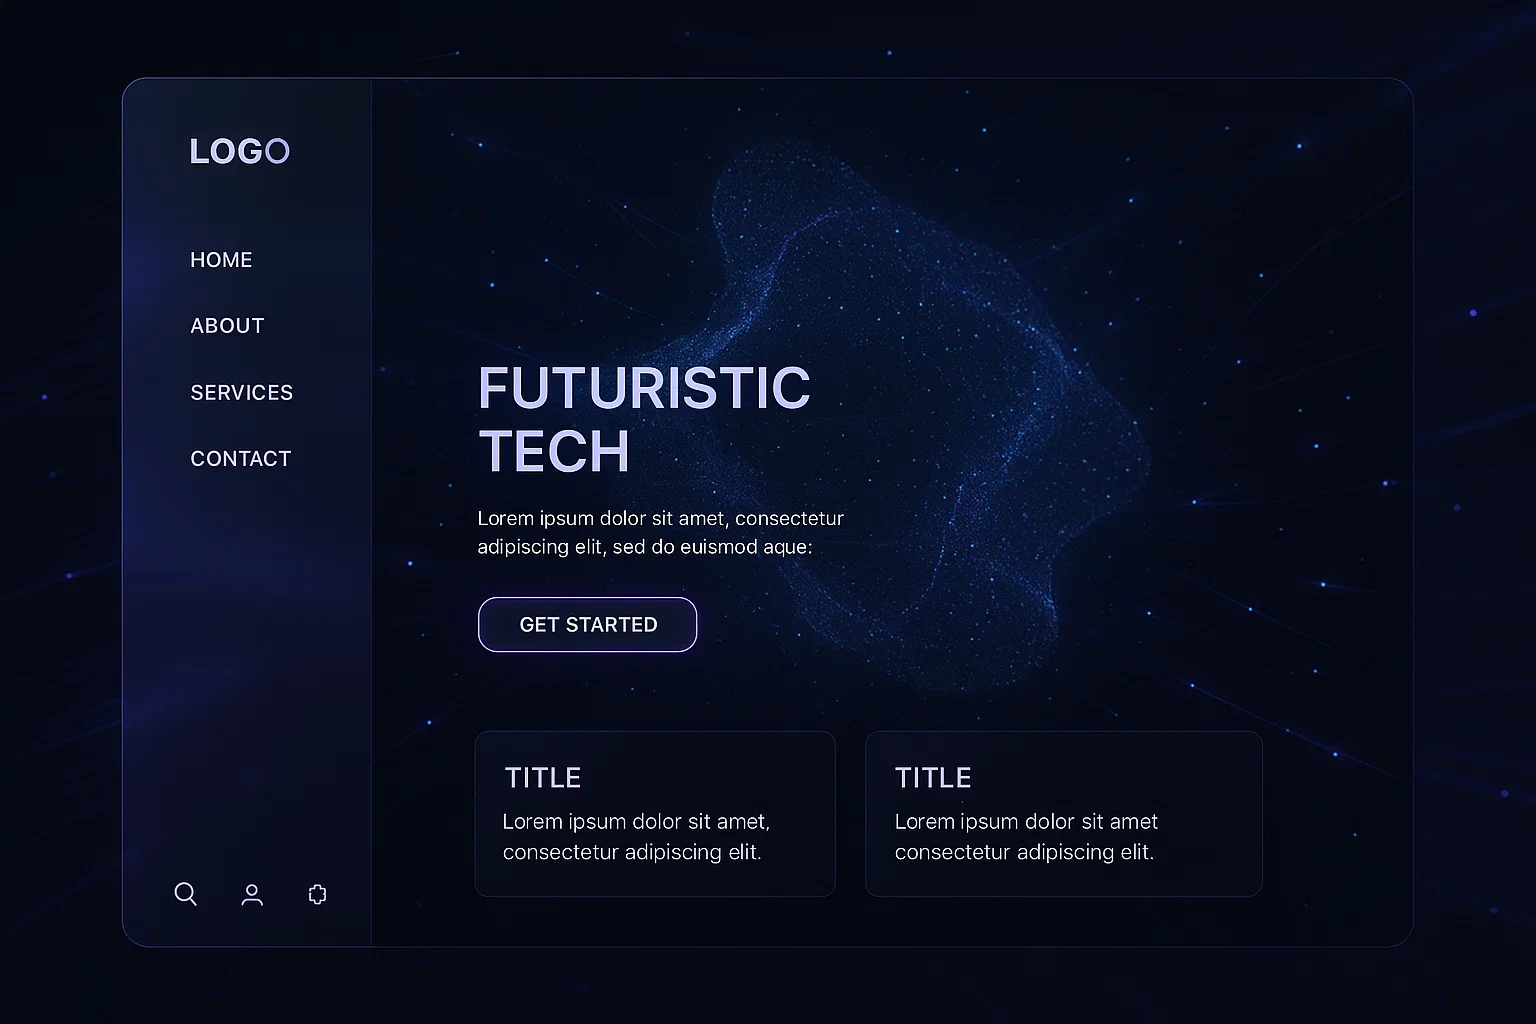 LOGO
HOME
ABOUT
SERVICES
CONTACT
FUTURISTIC
TECH
Lorem ipsum dolor sit amet, consectetur
adipiscing elit, sed do euismod aque:
GET STARTED
TITLE
Lorem ipsum dolor sit amet,
consectetur adipiscing elit.
TITLE
Lorem ipsum dolor sit amet
consectetur adipiscing elit.